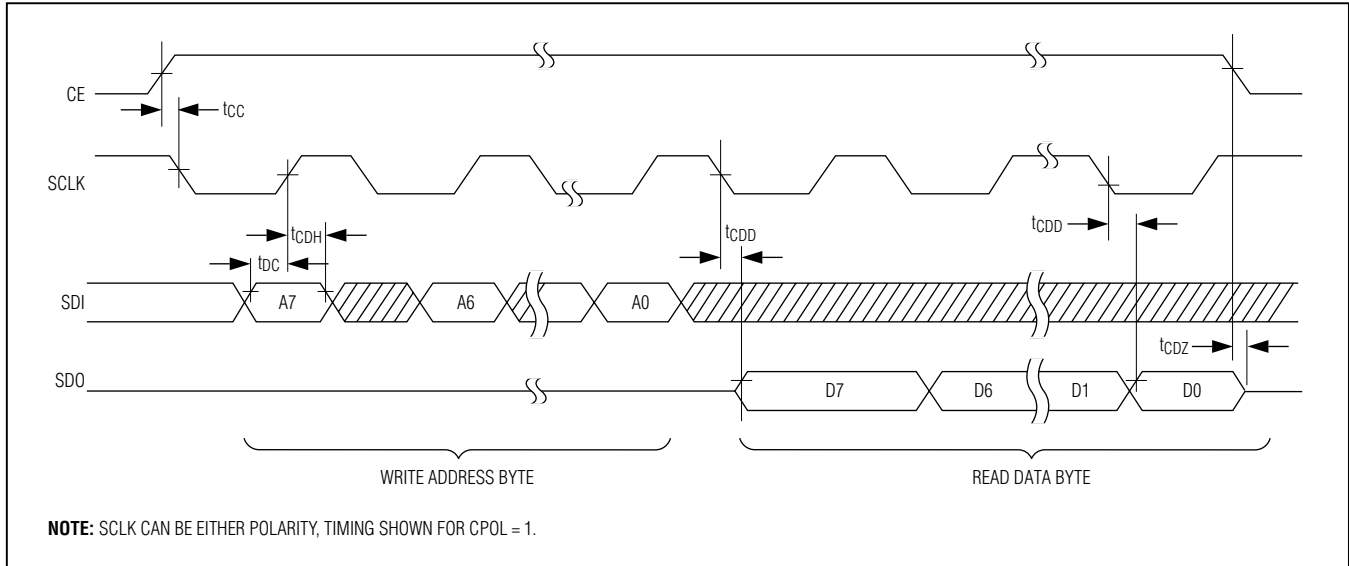 CE
tCC
SCLK
tCDH
tCDD
tCDD
tDC
SDI
A7
A6
A0
tCDZ
SDO
D7
D6
D1
D0
WRITE ADDRESS BYTE
READ DATA BYTE
NOTE: SCLK CAN BE EITHER POLARITY, TIMING SHOWN FOR CPOL = 1.